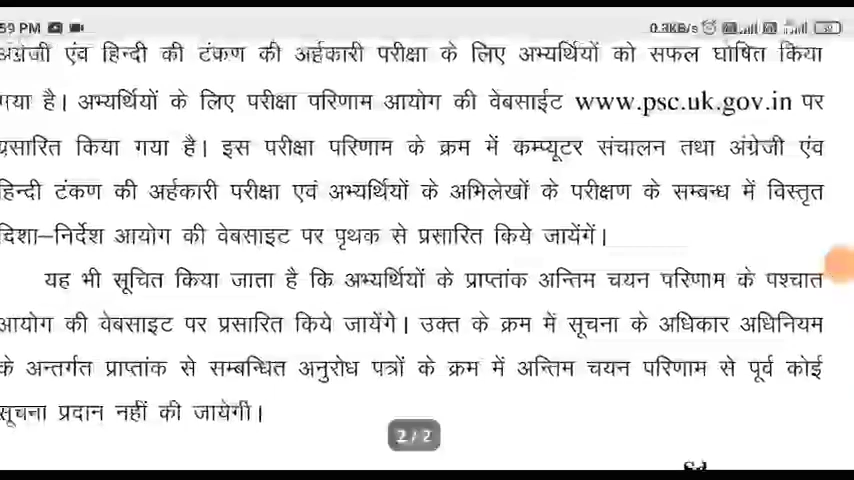 59 PM 0.3KB/s
अंग्रेजी एंव हिन्दी की टंकण की अर्हकारी परीक्षा के लिए अभ्यर्थियों को सफल घोषित किया
गया है। अभ्यर्थियों के लिए परीक्षा परिणाम आयोग की वेबसाईट www.psc.uk.gov.in पर
प्रसारित किया गया है। इस परीक्षा परिणाम के क्रम में कम्प्यूटर संचालन तथा अंग्रेजी एंव
हिन्दी टंकण की अर्हकारी परीक्षा एवं अभ्यर्थियों के अभिलेखों के परीक्षण के सम्बन्ध में विस्तृत
दिशा–निर्देश आयोग की वेबसाइट पर पृथक से प्रसारित किये जायेंगें।
यह भी सूचित किया जाता है कि अभ्यर्थियों के प्राप्तांक अन्तिम चयन परिणाम के पश्चात
आयोग की वेबसाइट पर प्रसारित किये जायेंगे। उक्त के क्रम में सूचना के अधिकार अधिनियम
के अन्तर्गत प्राप्तांक से सम्बन्धित अनुरोध पत्रों के क्रम में अन्तिम चयन परिणाम से पूर्व कोई
सूचना प्रदान नहीं की जायेगी।
2/2